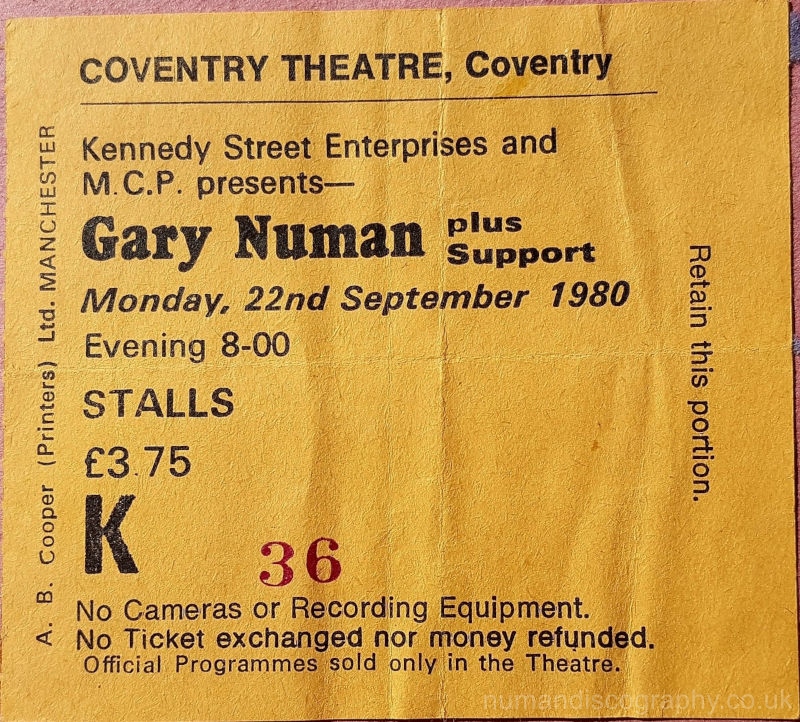 COVENTRY THEATRE, Coventry
Kennedy Street Enterprises and
M.C.P. presents—
Gary Numan plus Support
Monday, 22nd September 1980
Evening 8-00
STALLS
£3.75
K 36
No Cameras or Recording Equipment.
No Ticket exchanged nor money refunded.
Official Programmes sold only in the Theatre.
A. B. Cooper (Printers) Ltd. MANCHESTER
Retain this portion.
numandiscography.co.uk